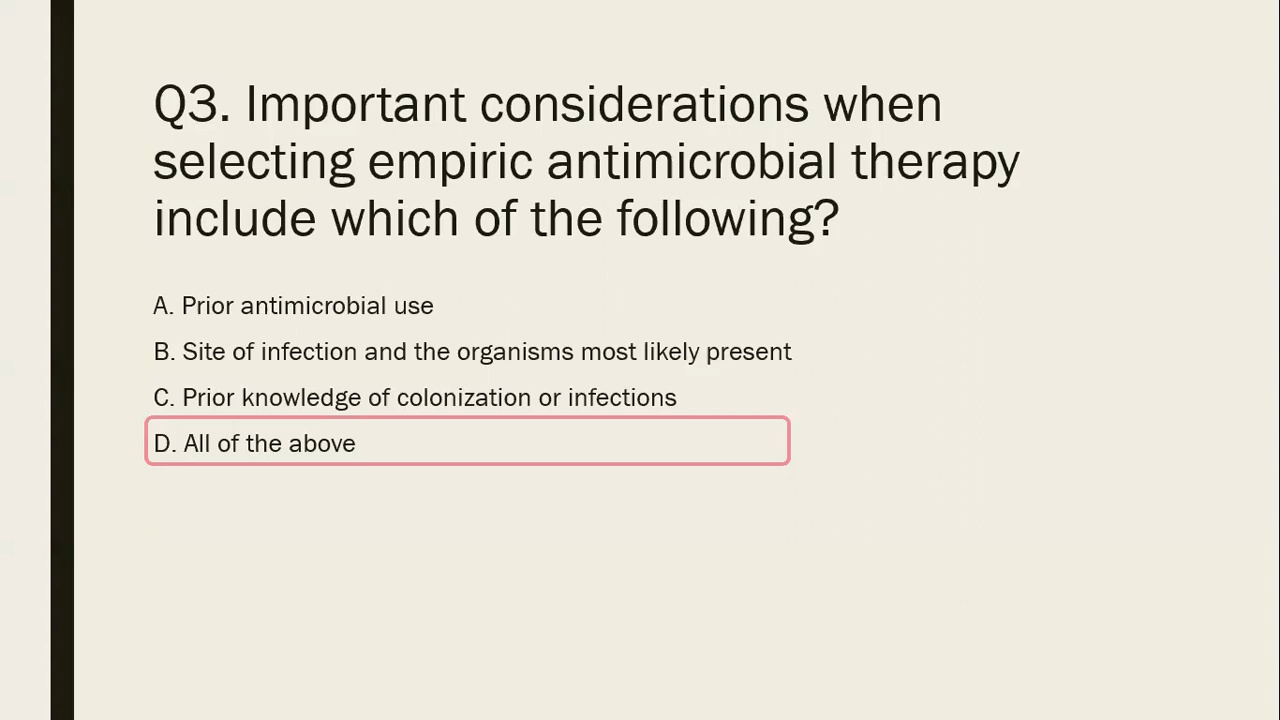 Q3. Important considerations when
selecting empiric antimicrobial therapy
include which of the following?
A. Prior antimicrobial use
B. Site of infection and the organisms most likely present
C. Prior knowledge of colonization or infections
D. All of the above